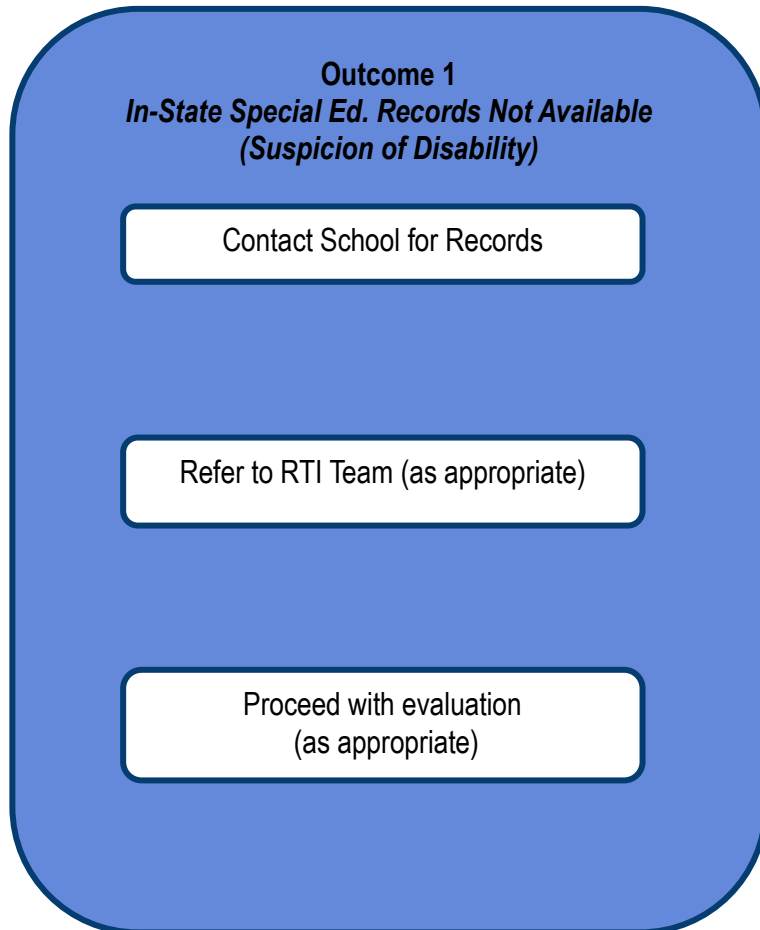 Outcome 1
In-State Special Ed. Records Not Available
(Suspicion of Disability)
Contact School for Records
Refer to RTI Team (as appropriate)
Proceed with evaluation
(as appropriate)